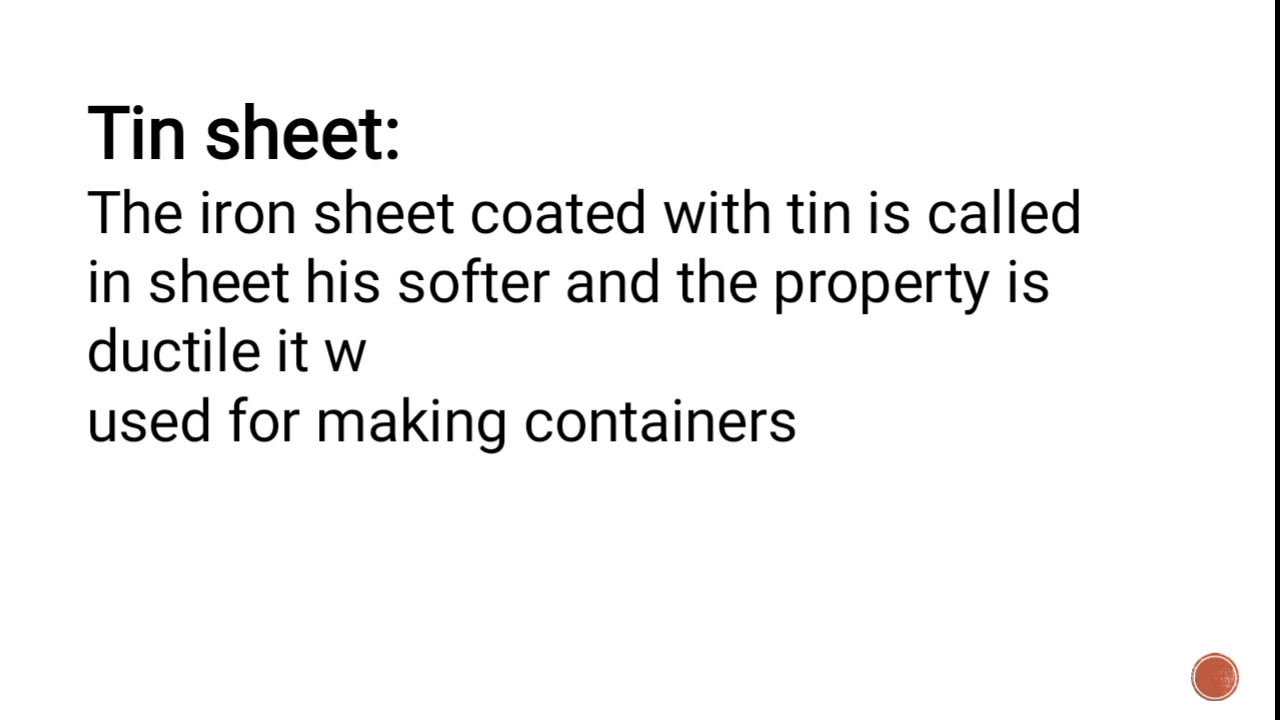 Tin sheet:
The iron sheet coated with tin is called
in sheet his softer and the property is
ductile it w
used for making containers